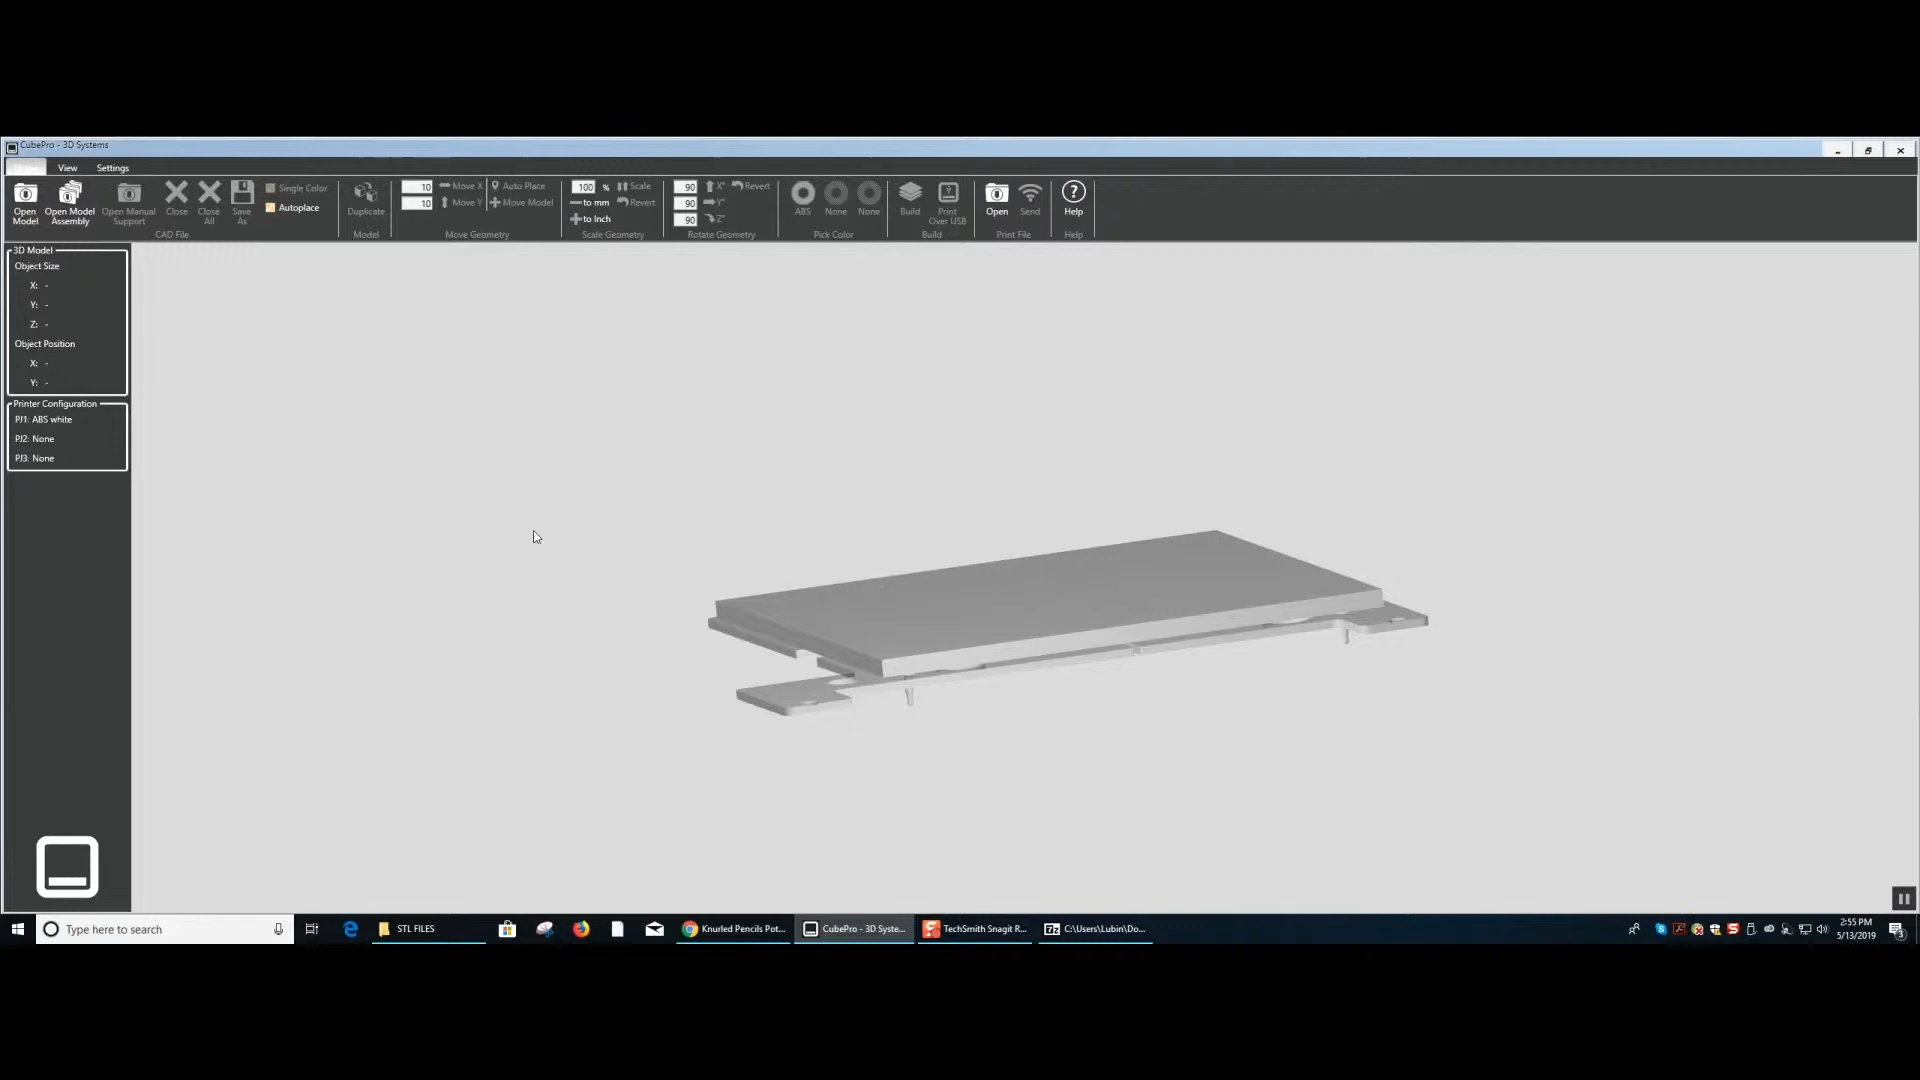 CubePro - 3D Systems
View Settings
Open Model
Open Model Assembly
Open Manual Support
Close
Close All
Save As
Single Color
Autoplace
CAD File
Duplicate
Model
10 Move X
10 Move Y
Auto Place
Move Model
Move Geometry
100 % Scale
to mm Revert
to Inch
Scale Geometry
90 X° Revert
90 Y°
90 Z°
Rotate Geometry
ABS None None
Pick Color
Build
Print Over USB
Build
Open Send
Print File
Help
Help
3D Model
Object Size
X: -
Y: -
Z: -
Object Position
X: -
Y: -
Printer Configuration
PJ1: ABS white
PJ2: None
PJ3: None
Type here to search
STL FILES
Knurled Pencils Pot...
CubePro - 3D Syste...
TechSmith Snagit R...
7z C:\Users\Lubin\Do...
2:55 PM
5/13/2019
3